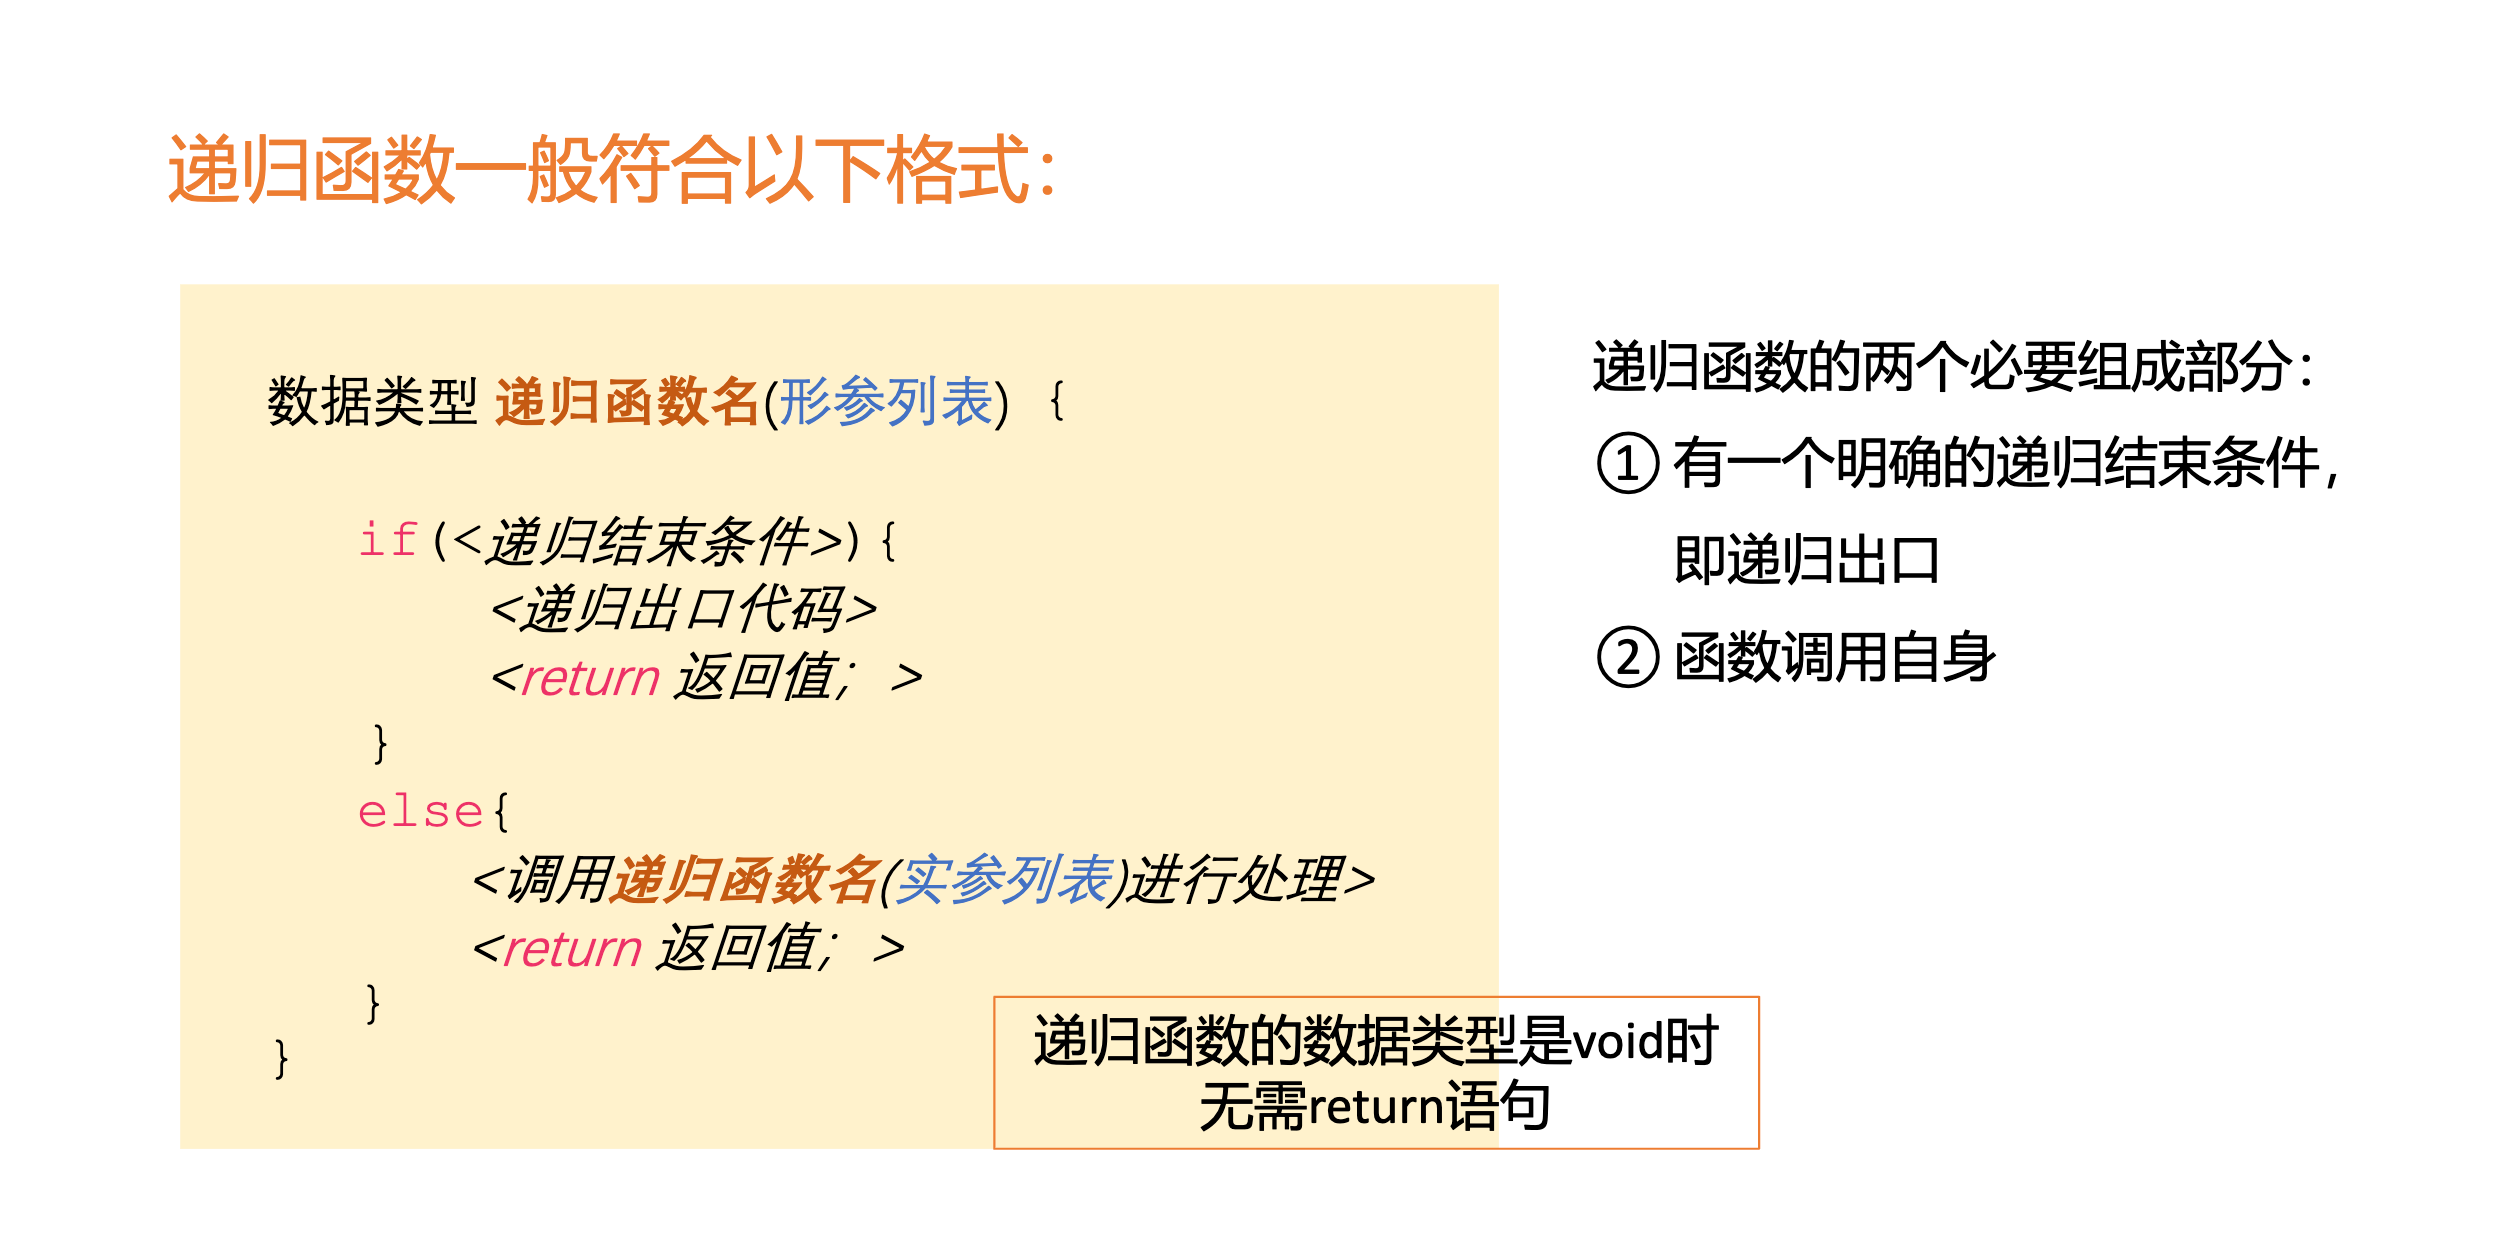 递归函数一般符合以下格式:
数据类型 递归函数名(形参列表) {
if (<递归结束条件>){
<递归出口代码>
<return 返回值; >
}
else{
<调用递归函数名(实参列表)进行处理>
<return 返回值; >
}
}
递归函数的数据类型是void时
无需return语句
递归函数的两个必要组成部分:
① 有一个明确的递归结束条件,
即递归出口
② 函数调用自身